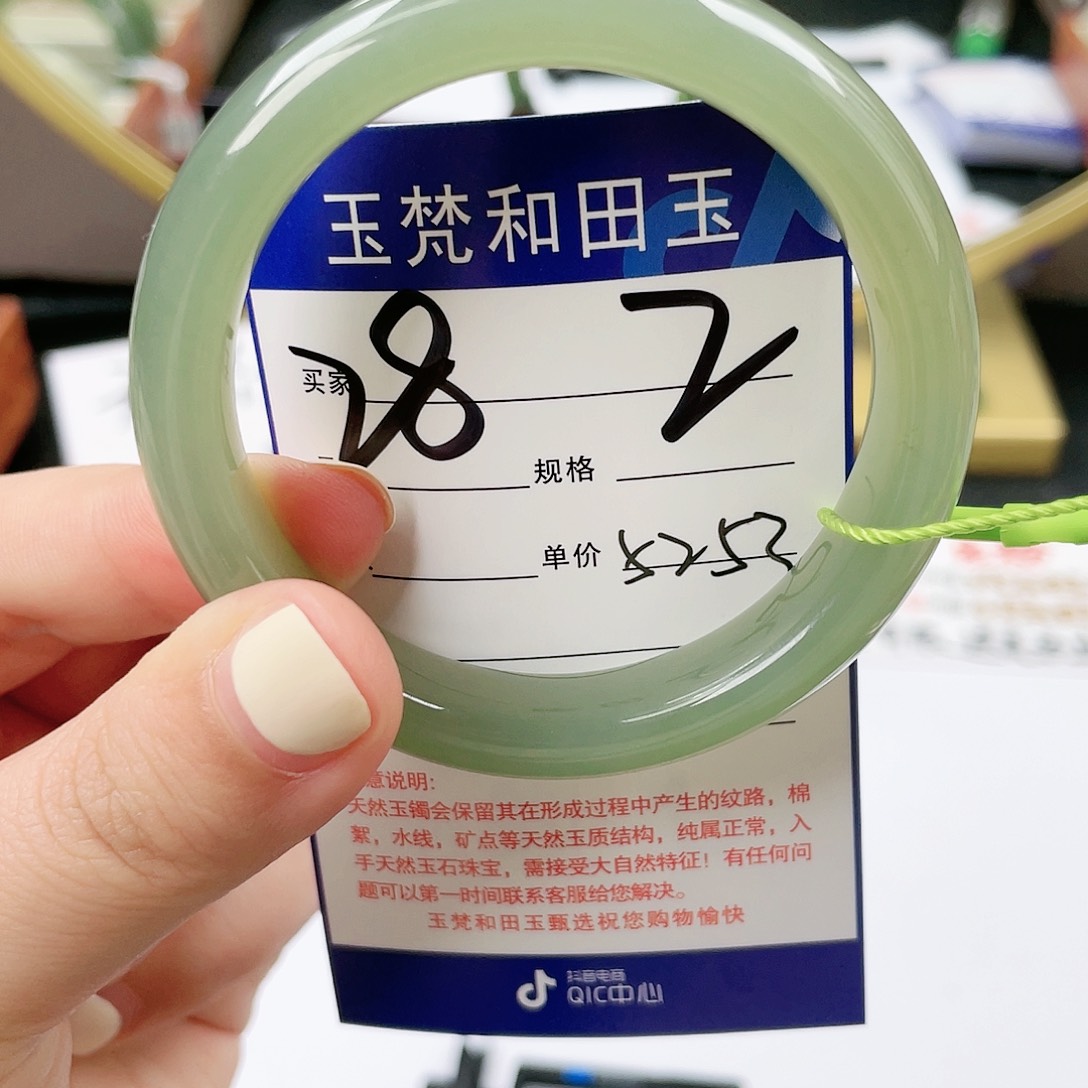 玉梵和田玉
买家
28 2
规格
单价
意说明:
天然玉镯会保留其在形成过程中产生的纹路，棉
絮，水线，矿点等天然玉质结构，纯属正常，入
手天然玉石珠宝，需接受大自然特征！有任何问
题可以第一时间联系客服给您解决。
玉梵和田玉甄选祝您购物愉快
抖音电商
QIC中心